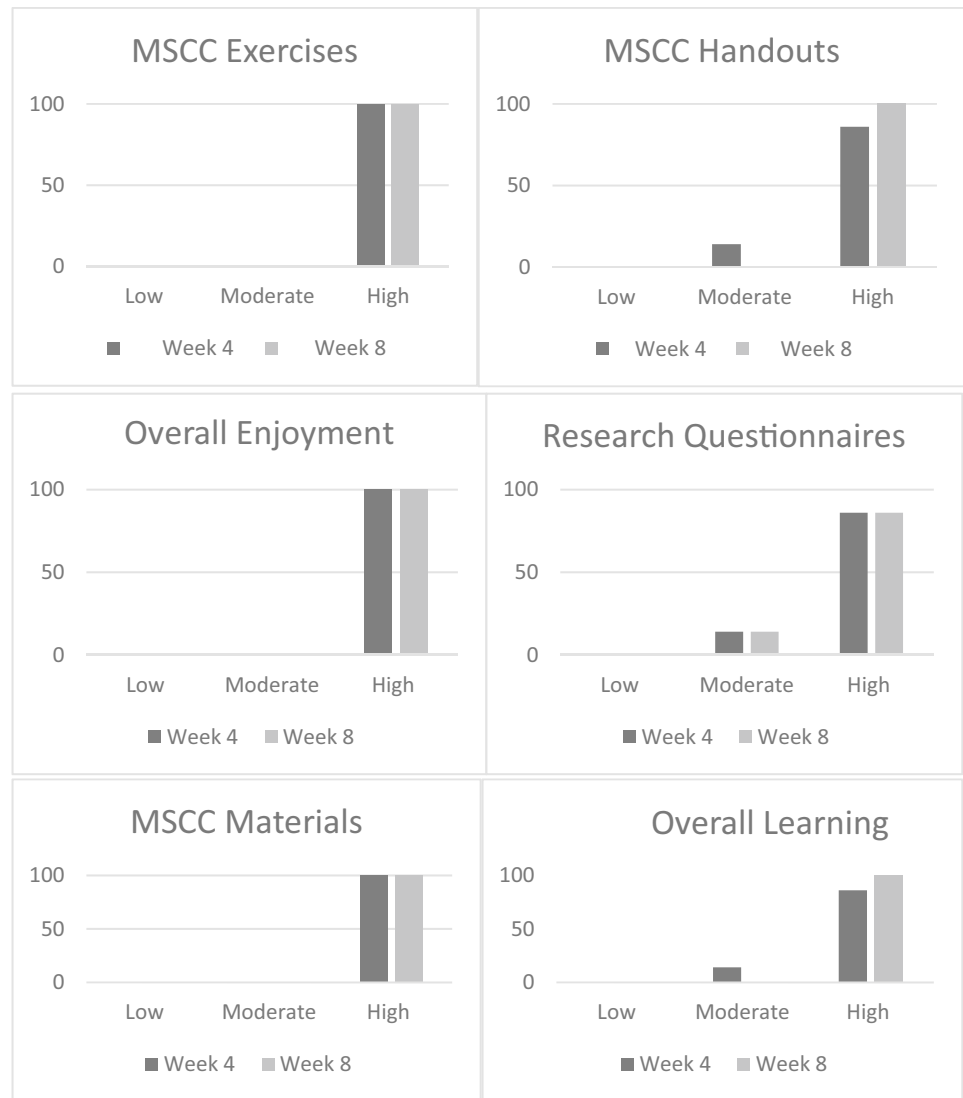 MSCC Exercises
100
50
0
Low Moderate High
Week 4 Week 8
MSCC Handouts
100
50
0
Low Moderate High
Week 4 Week 8
Overall Enjoyment
100
50
0
Low Moderate High
Week 4 Week 8
Research Questionnaires
100
50
0
Low Moderate High
Week 4 Week 8
MSCC Materials
100
50
0
Low Moderate High
Week 4 Week 8
Overall Learning
100
50
0
Low Moderate High
Week 4 Week 8